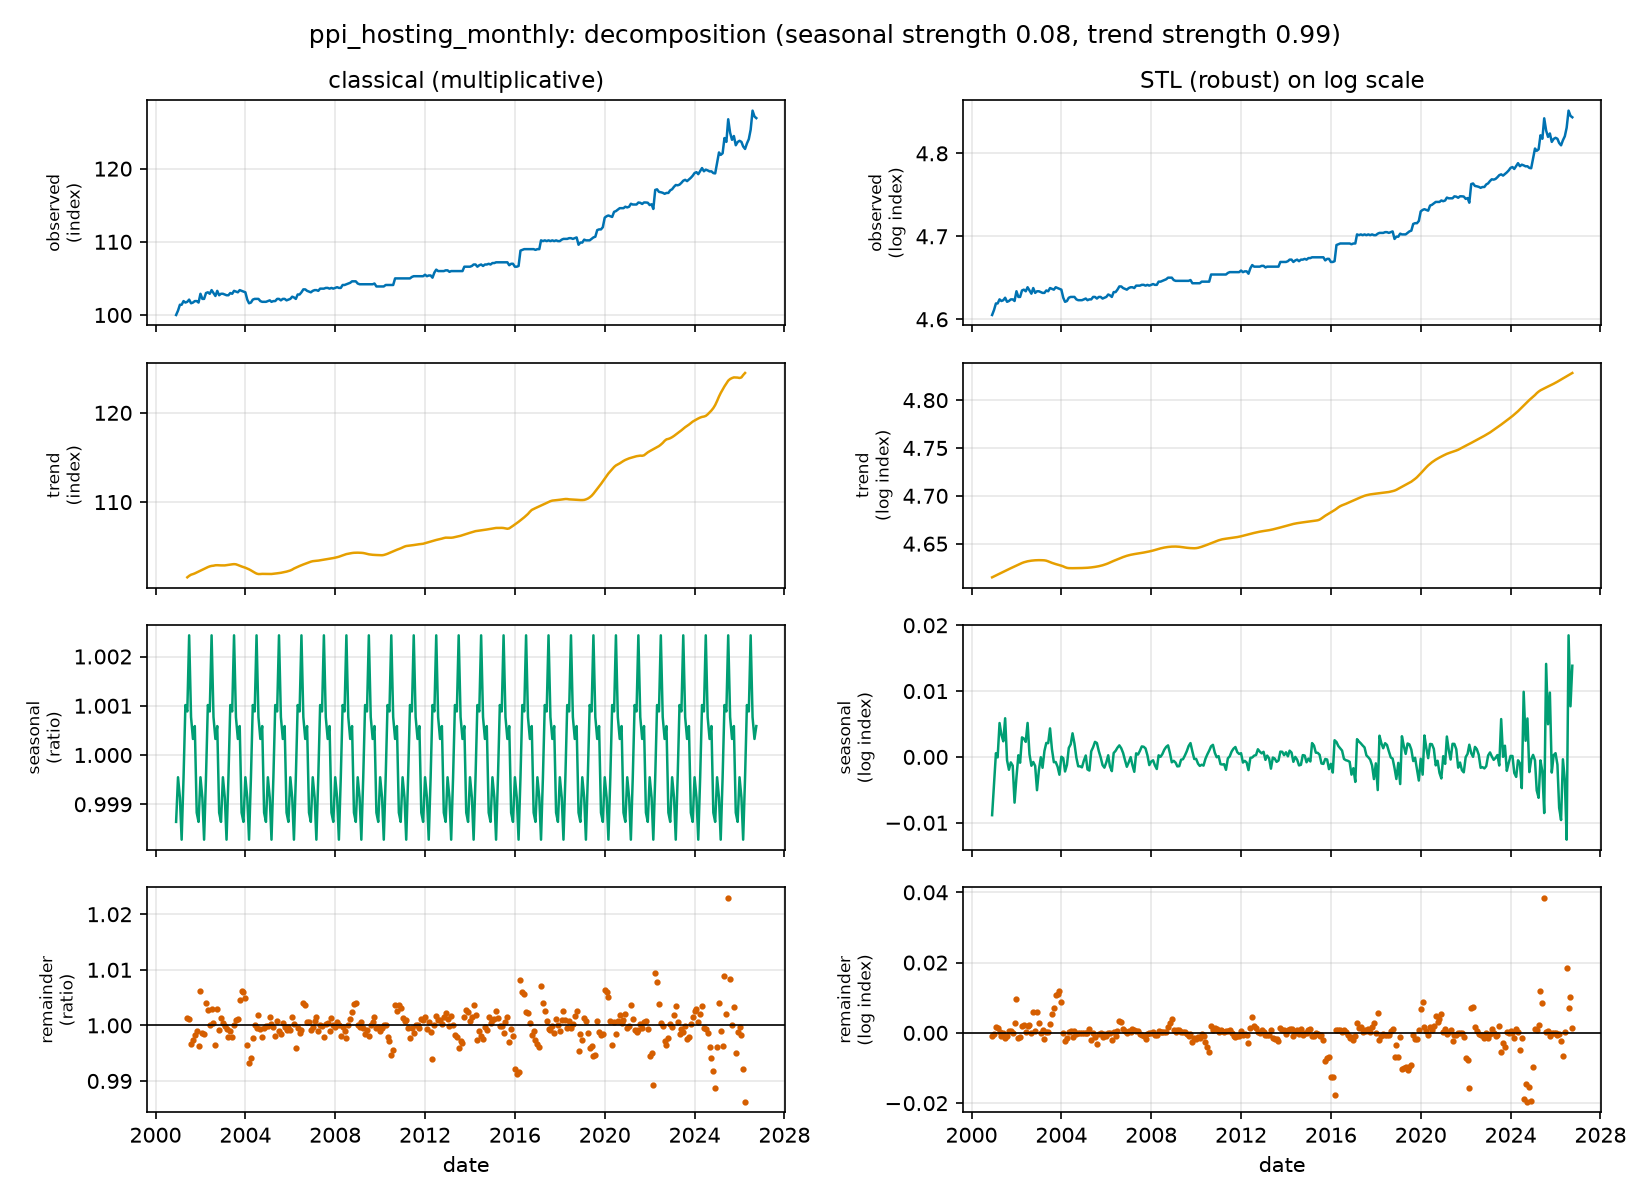 ppi_hosting_monthly: decomposition (seasonal strength 0.08, trend strength 0.99)
classical (multiplicative)
observed
(index)
120
110
100
trend
(index)
120
110
seasonal
(ratio)
1.002
1.001
1.000
0.999
remainder
(ratio)
1.02
1.01
1.00
0.99
2000 2004 2008 2012 2016 2020 2024 2028
date
STL (robust) on log scale
observed
(log index)
4.8
4.7
4.6
trend
(log index)
4.80
4.75
4.70
4.65
seasonal
(log index)
0.02
0.01
0.00
−0.01
remainder
(log index)
0.04
0.02
0.00
−0.02
2000 2004 2008 2012 2016 2020 2024 2028
date